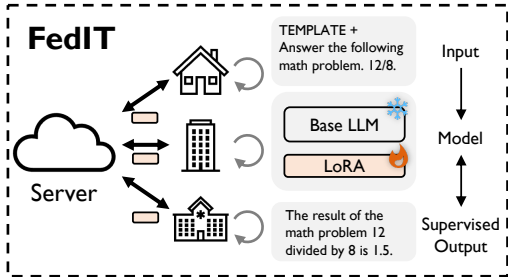 FedIT
TEMPLATE +
Answer the following
math problem. 12/8.
Input
Base LLM
Model
LoRA
Server
The result of the
math problem 12
divided by 8 is 1.5.
Supervised
Output